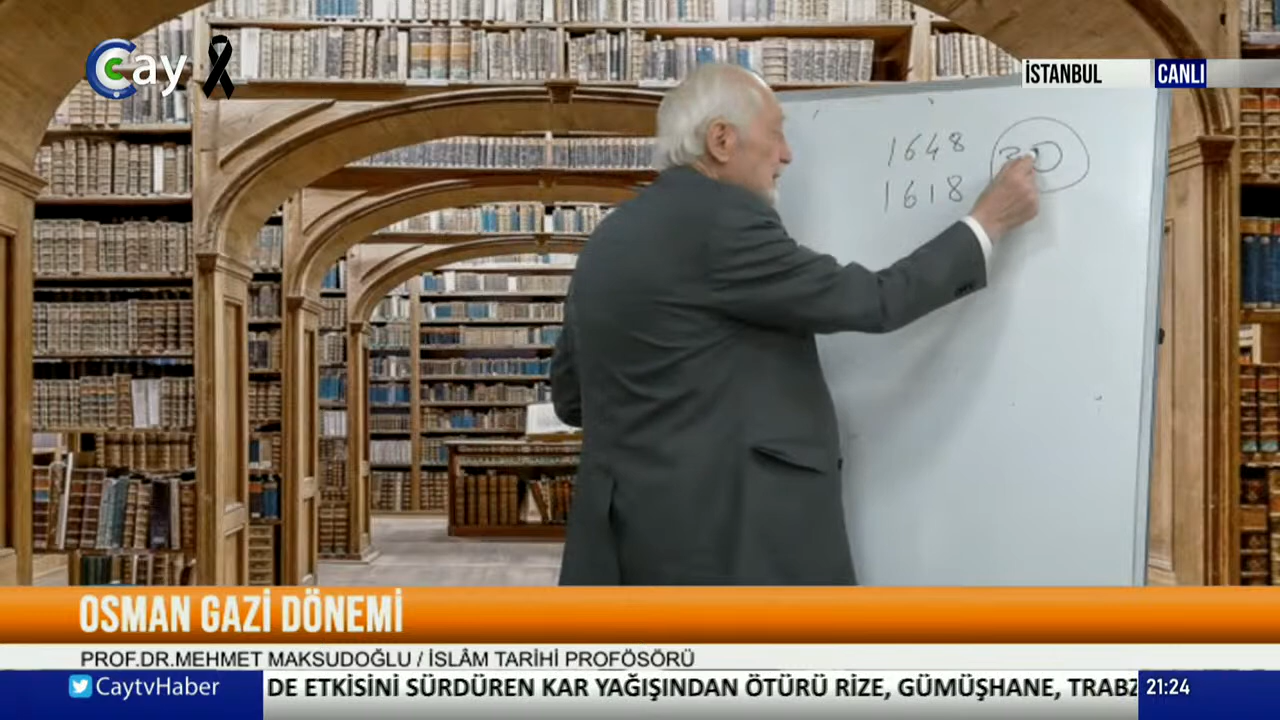 Çay
İSTANBUL
CANLI
1648
1618
OSMAN GAZİ DÖNEMİ
PROF.DR.MEHMET MAKSUDOĞLU / İSLÂM TARİHİ PROFÖSÖRÜ
CaytvHaber
DE ETKİSİNİ SÜRDÜREN KAR YAĞIŞINDAN ÖTÜRÜ RİZE, GÜMÜŞHANE, TRABZ
21:24